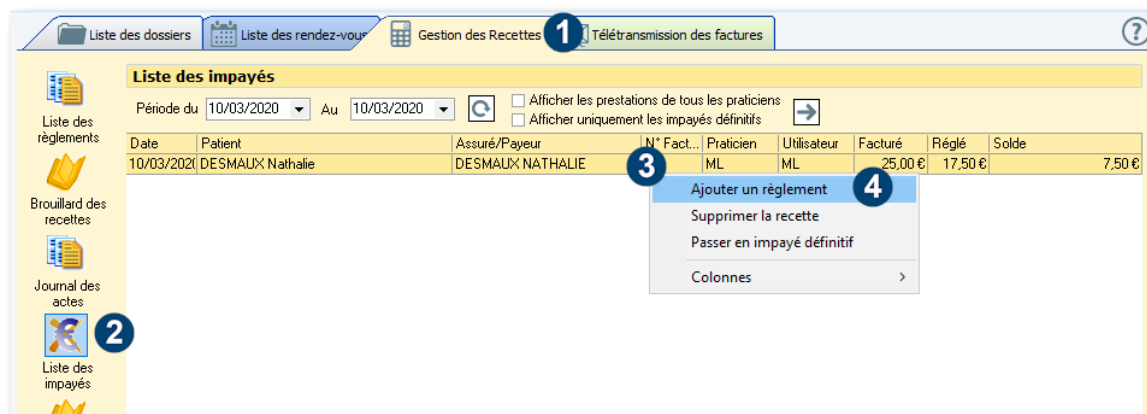 Liste des dossiers
Liste des rendez-vous
Gestion des Recettes
1
Télétransmission des factures
?
Liste des
règlements
Brouillard des
recettes
Journal des
actes
2
Liste des
impayés
Liste des impayés
Période du 10/03/2020 Au 10/03/2020
Afficher les prestations de tous les praticiens
Afficher uniquement les impayés définitifs
Date Patient Assuré/Payeur N° Fact... Praticien Utilisateur Facturé Réglé Solde
10/03/202 DESMAUX Nathalie DESMAUX NATHALIE ML ML 25,00 € 17,50 € 7,50 €
3
Ajouter un règlement
4
Supprimer la recette
Passer en impayé définitif
Colonnes >